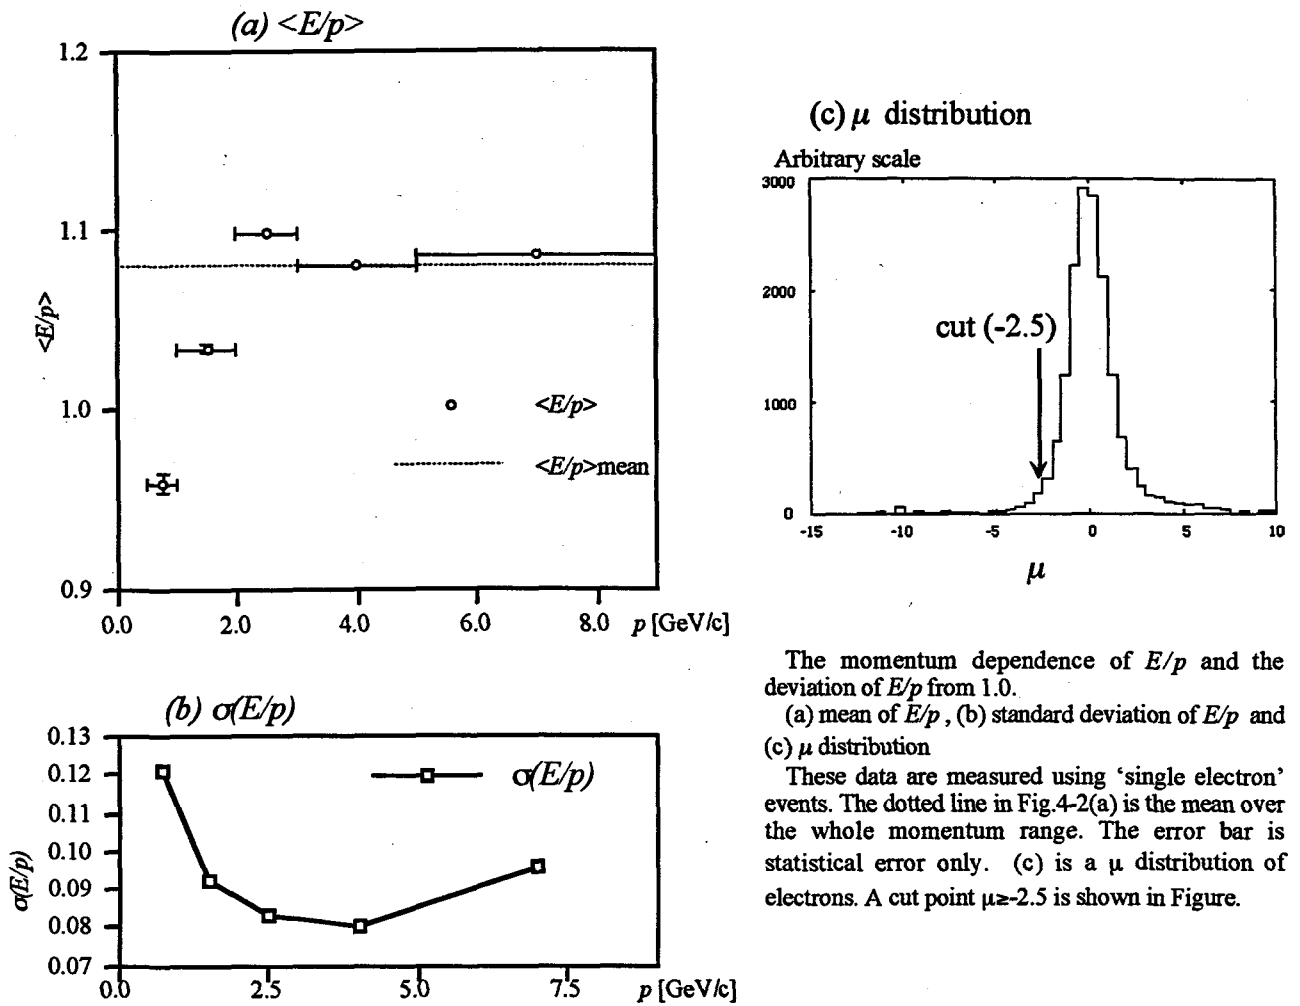 (a) <E/p>
1.2
1.1
1.0
0.9
<E/p>
<E/p>
<E/p>mean
0.0
2.0
4.0
6.0
8.0
p [GeV/c]
(b) σ(E/p)
0.13
0.12
0.11
0.10
0.09
0.08
0.07
σ(E/p)
σ(E/p)
0.0
2.5
5.0
7.5
p [GeV/c]
(c) μ distribution
Arbitrary scale
3000
2000
1000
0
cut (-2.5)
-15
-10
-5
0
5
10
μ
The momentum dependence of E/p and the
deviation of E/p from 1.0.
(a) mean of E/p , (b) standard deviation of E/p and
(c) μ distribution
These data are measured using ‘single electron’
events. The dotted line in Fig.4-2(a) is the mean over
the whole momentum range. The error bar is
statistical error only. (c) is a μ distribution of
electrons. A cut point μ≥-2.5 is shown in Figure.